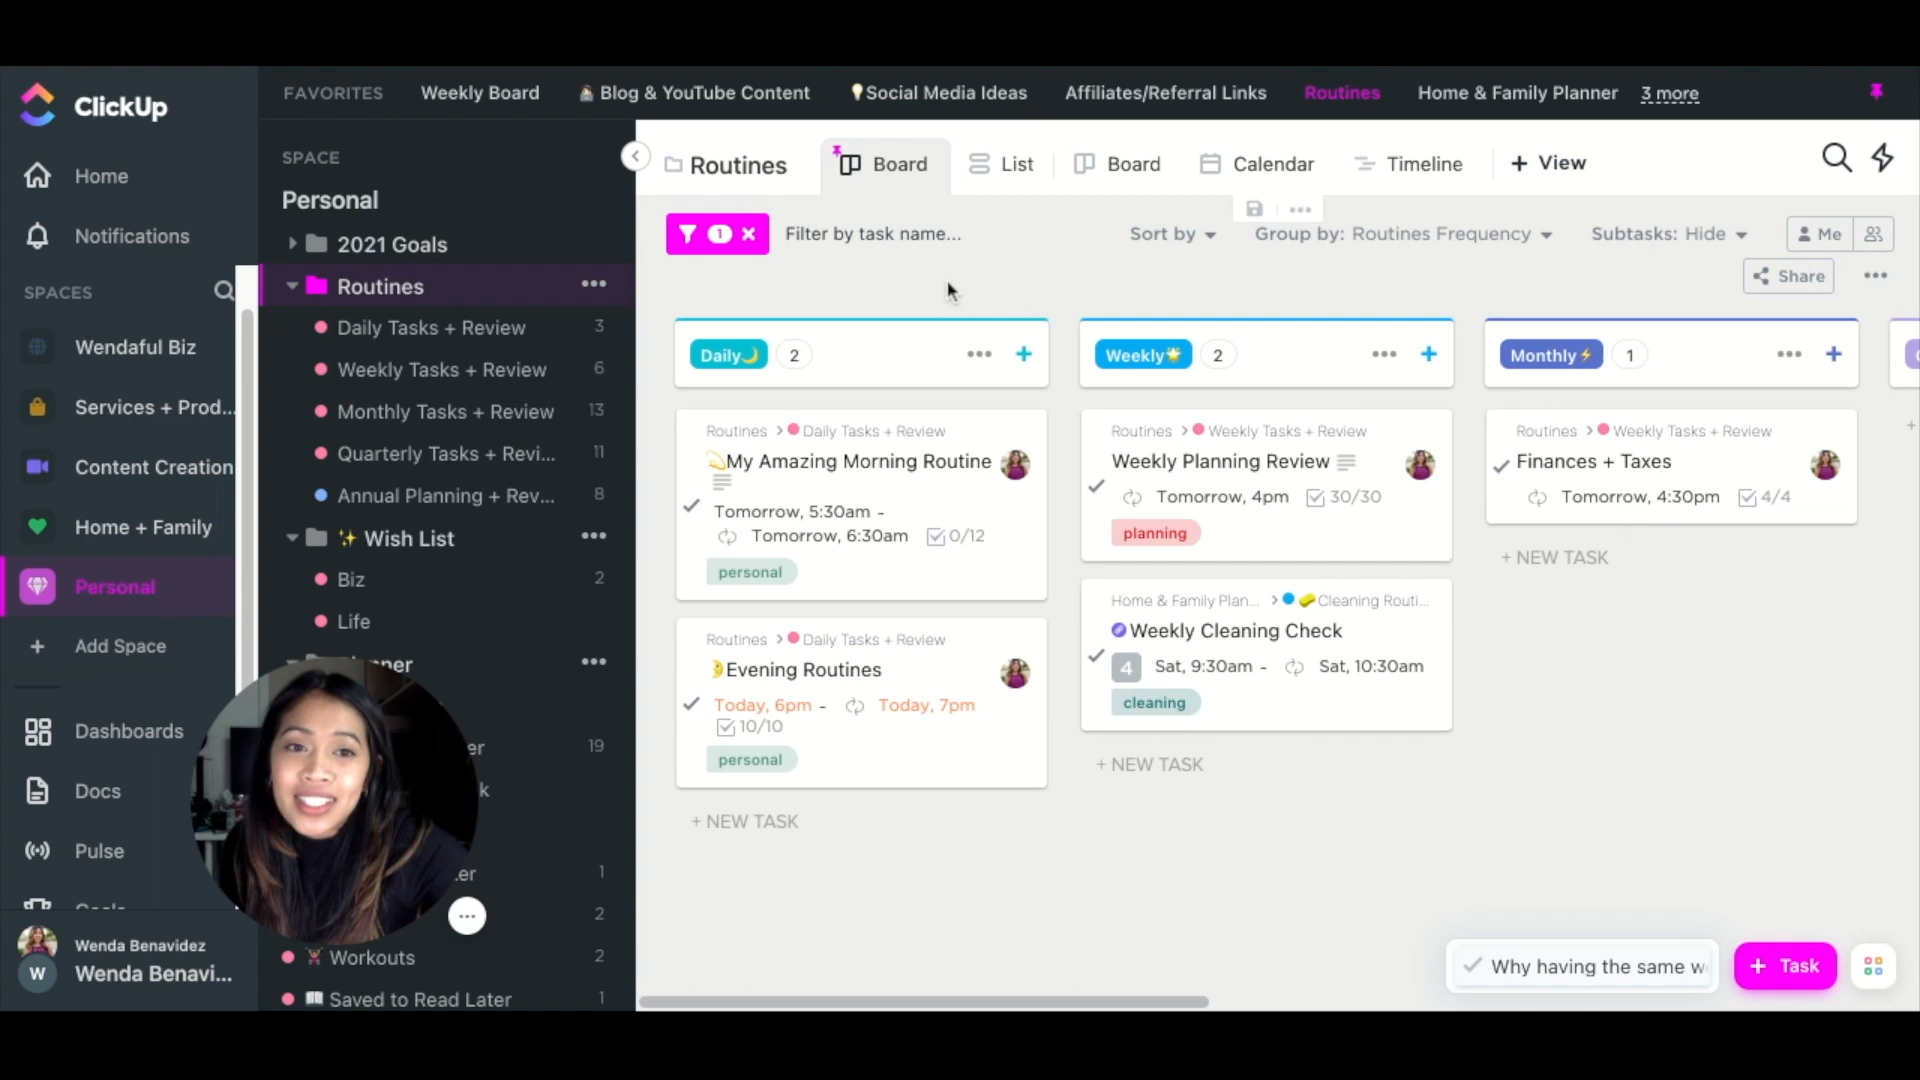 ClickUp
FAVORITES
Weekly Board
Blog & YouTube Content
Social Media Ideas
Affiliates/Referral Links
Routines
Home & Family Planner
3 more
Home
Notifications
SPACES
Wendaful Biz
Services + Prod...
Content Creation
Home + Family
Personal
+ Add Space
Dashboards
Docs
Pulse
Goals
Wenda Benavidez
W
Wenda Benavi...
SPACE
Personal
2021 Goals
Routines
Daily Tasks + Review 3
Weekly Tasks + Review 6
Monthly Tasks + Review 13
Quarterly Tasks + Revi... 11
Annual Planning + Rev... 8
✨ Wish List
Biz 2
Life
er 19
k
er 1
2
Workouts 2
Saved to Read Later 1
Routines
Board
List
Board
Calendar
Timeline
+ View
1
Filter by task name...
Sort by
Group by: Routines Frequency
Subtasks: Hide
Me
Share
Daily🌙 2
Routines > Daily Tasks + Review
💫My Amazing Morning Routine
Tomorrow, 5:30am -
Tomorrow, 6:30am 0/12
personal
Routines > Daily Tasks + Review
🌛Evening Routines
Today, 6pm - Today, 7pm
10/10
personal
+ NEW TASK
Weekly🌟 2
Routines > Weekly Tasks + Review
Weekly Planning Review
Tomorrow, 4pm 30/30
planning
Home & Family Plan... > Cleaning Routi...
Weekly Cleaning Check
4 Sat, 9:30am - Sat, 10:30am
cleaning
+ NEW TASK
Monthly⚡ 1
Routines > Weekly Tasks + Review
Finances + Taxes
Tomorrow, 4:30pm 4/4
+ NEW TASK
Why having the same w
+ Task